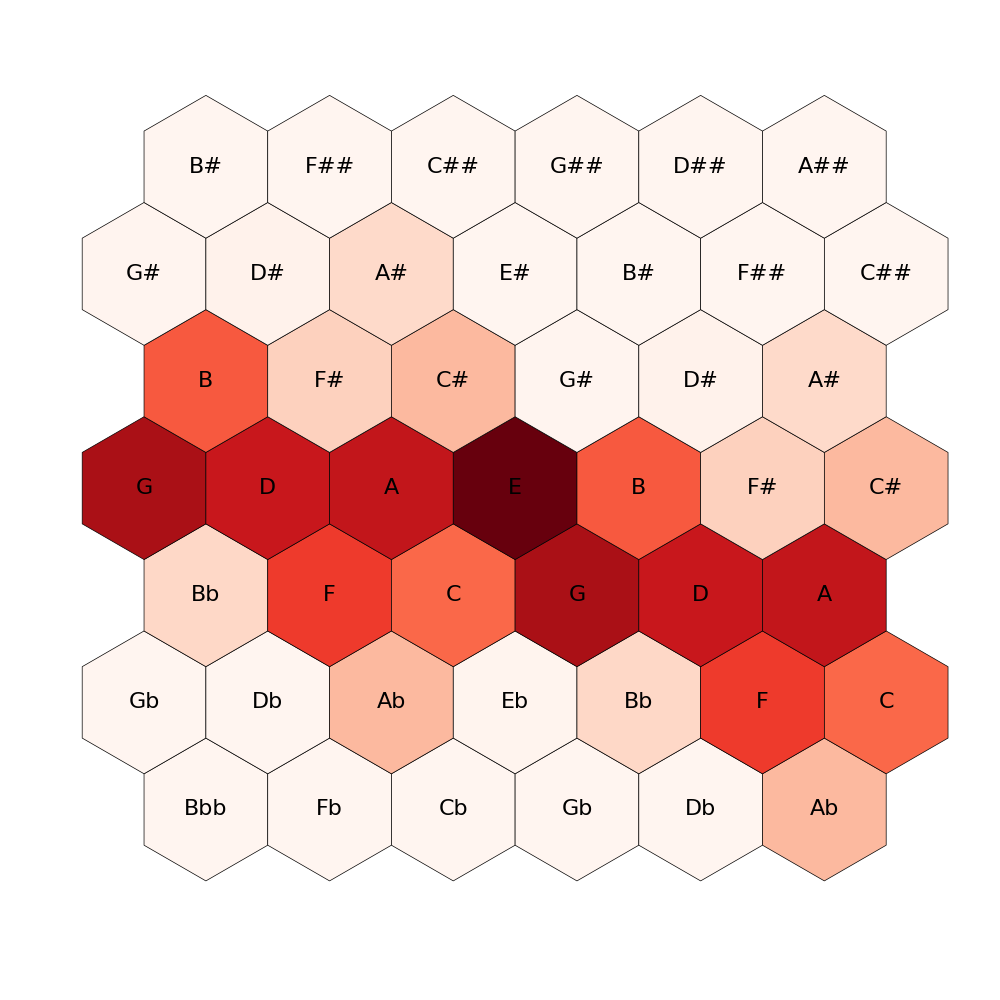 B# F## C## G## D## A##
G# D# A# E# B# F## C##
B F# C# G# D# A#
G D A E B F# C#
Bb F C G D A
Gb Db Ab Eb Bb F C
Bbb Fb Cb Gb Db Ab